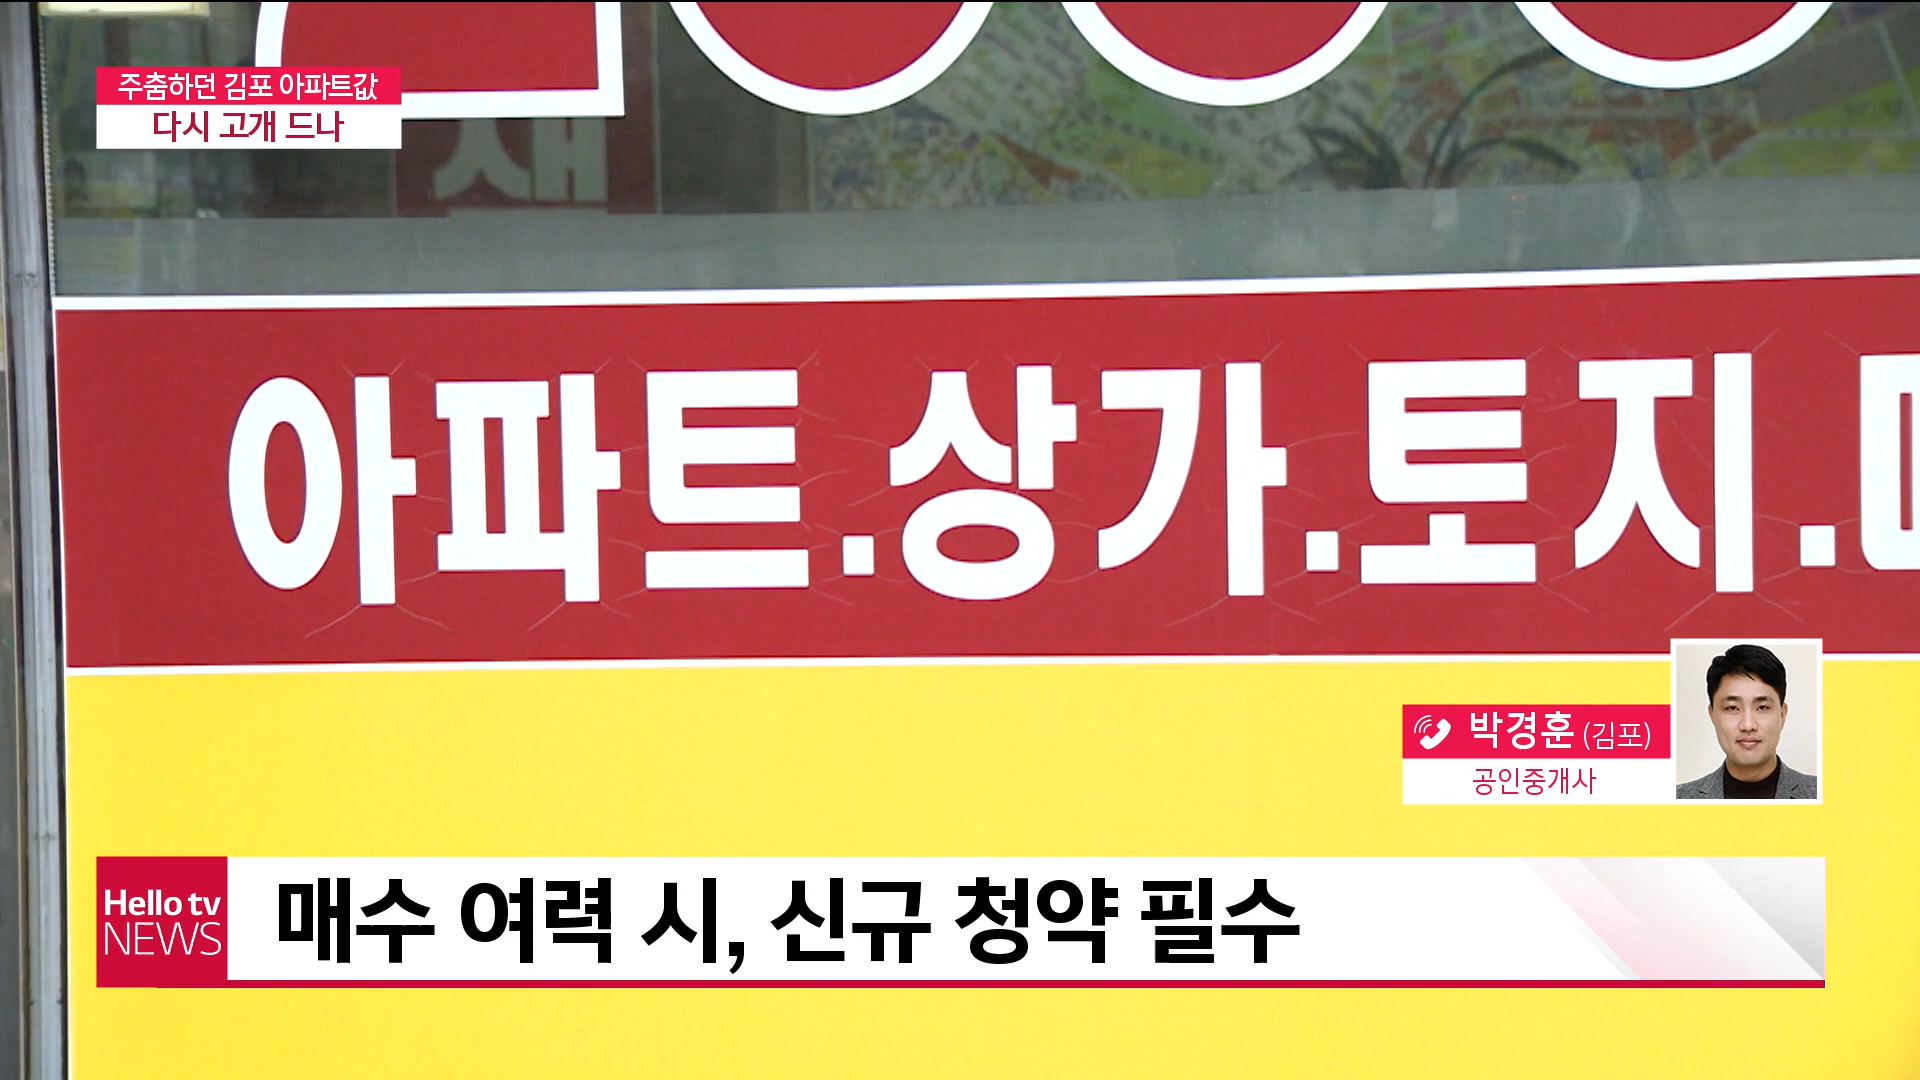 주춤하던 김포 아파트값
다시 고개 드나
새
아파트.상가.토지.
박경훈 (김포)
공인중개사
Hello tv
NEWS
매수 여력 시, 신규 청약 필수